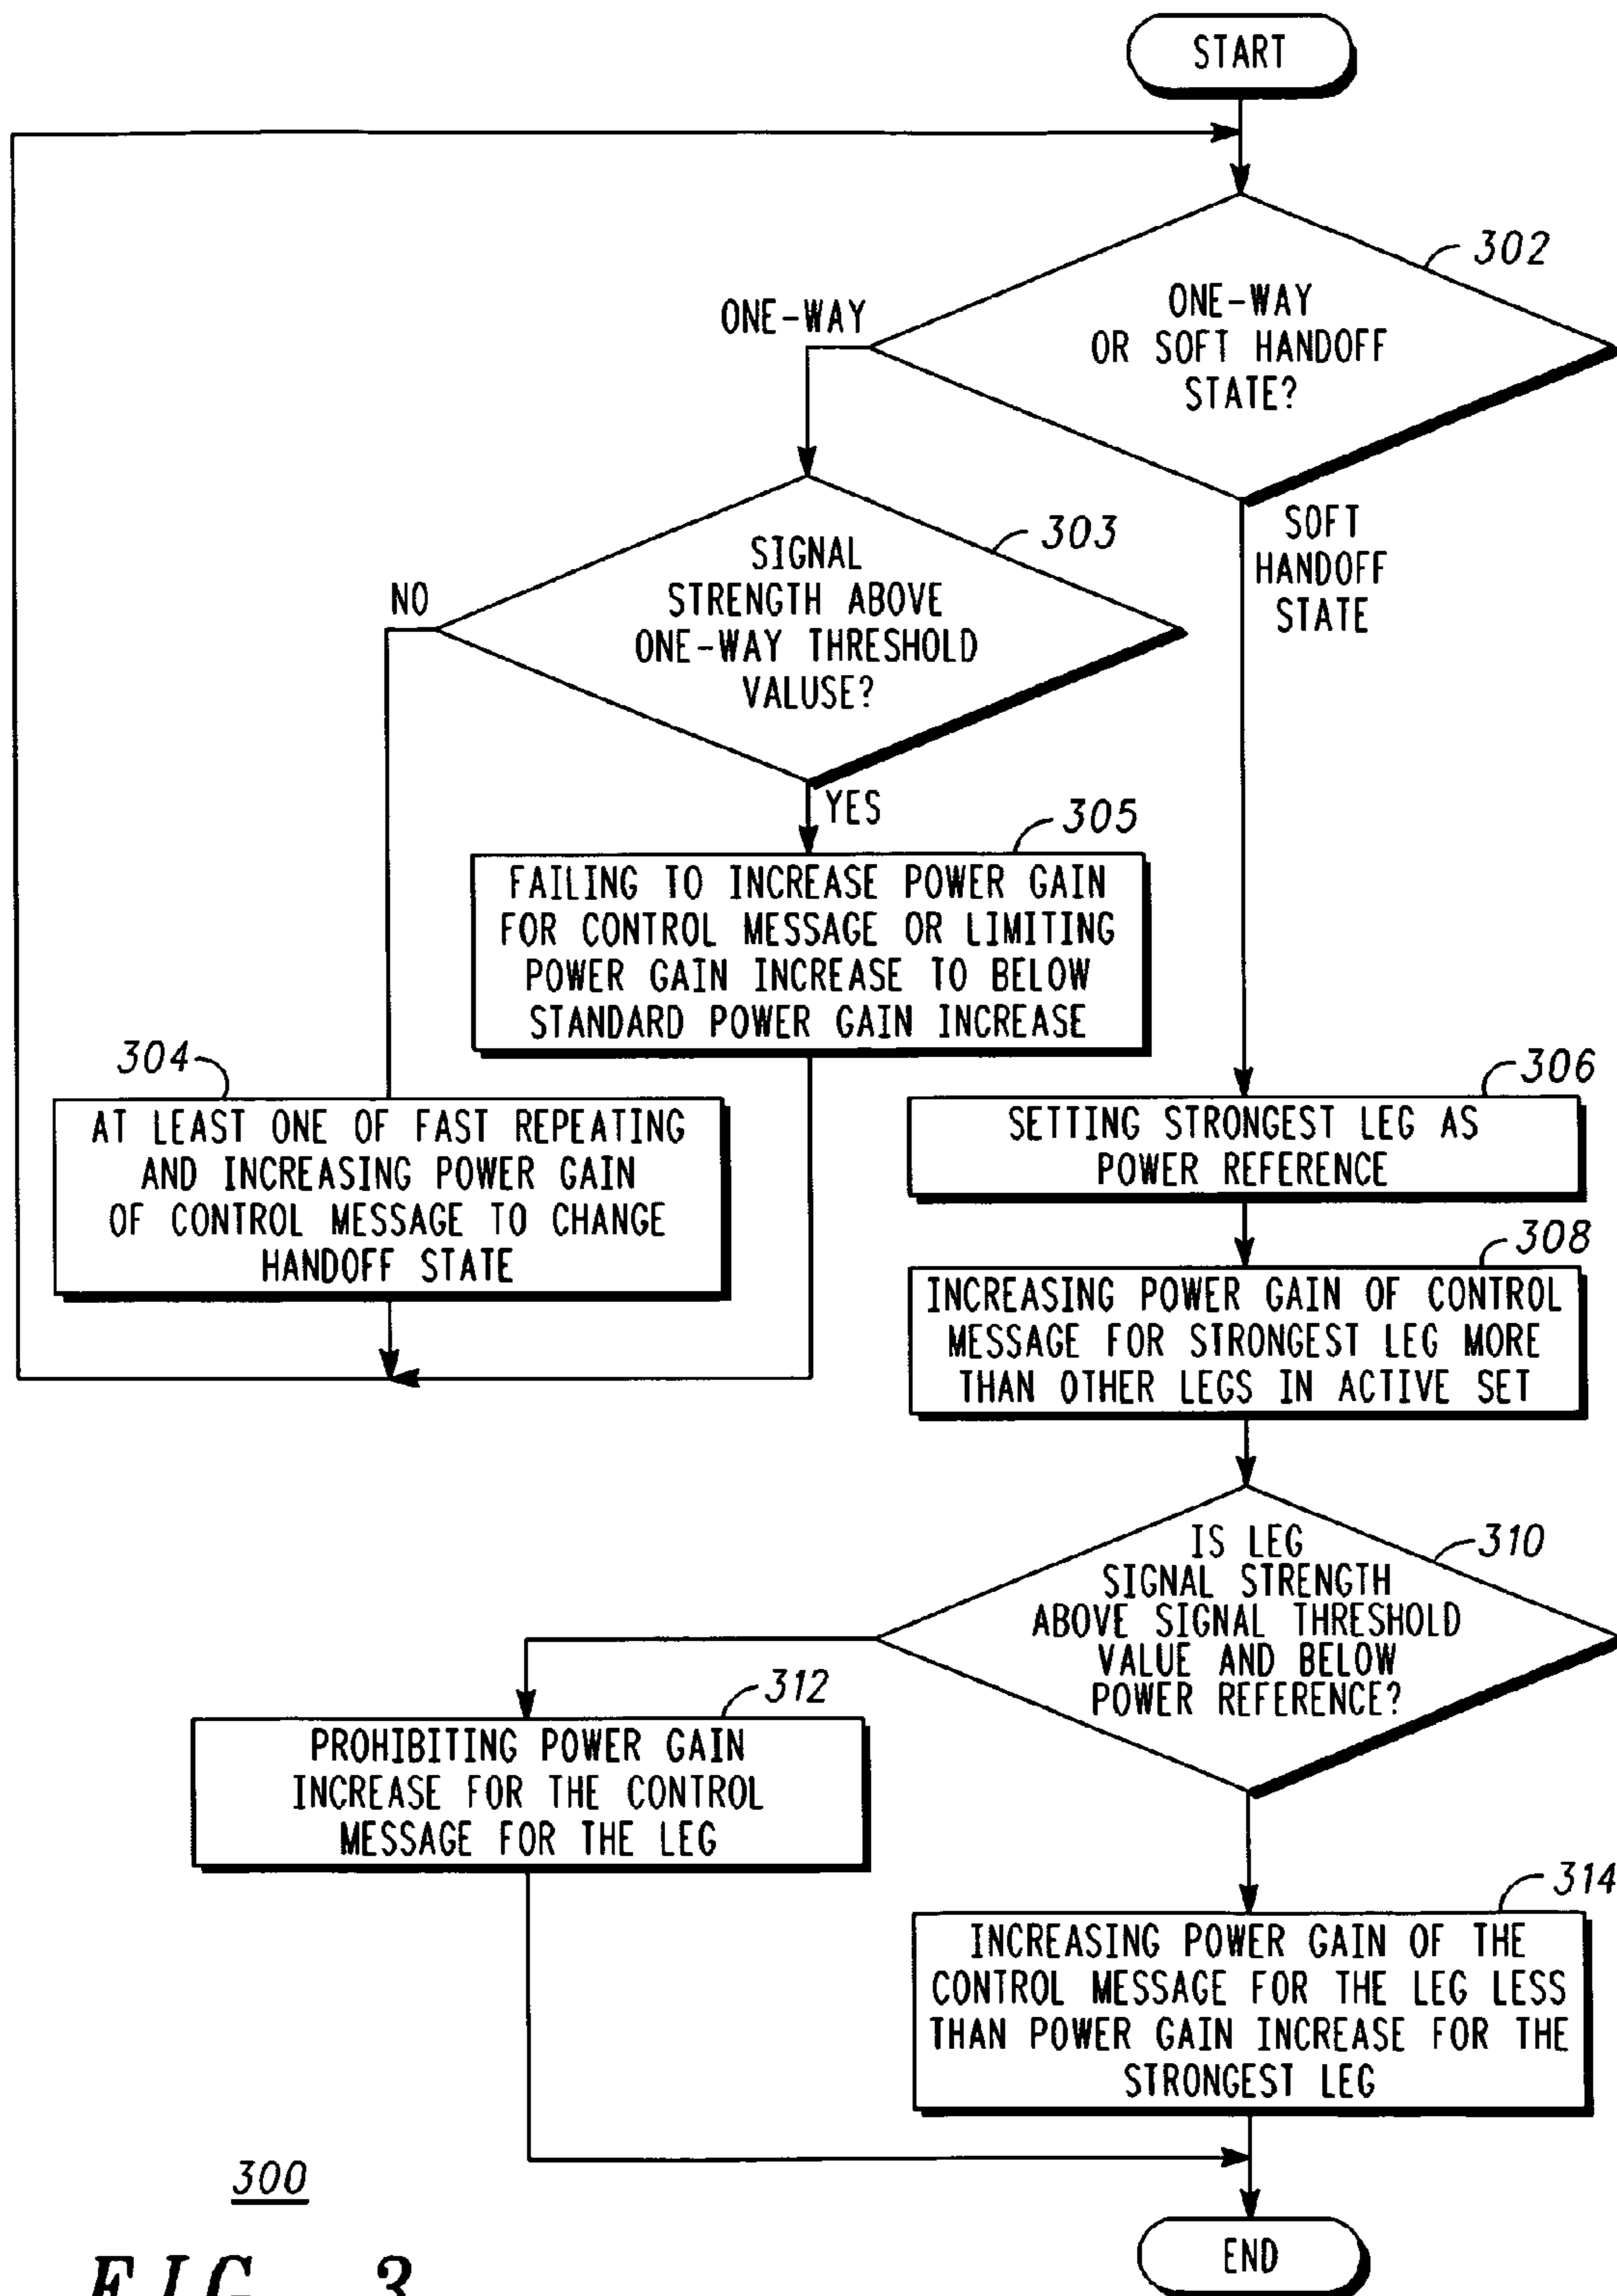 START
302
ONE-WAY
OR SOFT HANDOFF
STATE?
ONE-WAY
SOFT
HANDOFF
STATE
303
SIGNAL
STRENGTH ABOVE
ONE-WAY THRESHOLD
VALUSE?
NO
YES
305
FAILING TO INCREASE POWER GAIN
FOR CONTROL MESSAGE OR LIMITING
POWER GAIN INCREASE TO BELOW
STANDARD POWER GAIN INCREASE
304
AT LEAST ONE OF FAST REPEATING
AND INCREASING POWER GAIN
OF CONTROL MESSAGE TO CHANGE
HANDOFF STATE
306
SETTING STRONGEST LEG AS
POWER REFERENCE
308
INCREASING POWER GAIN OF CONTROL
MESSAGE FOR STRONGEST LEG MORE
THAN OTHER LEGS IN ACTIVE SET
310
IS LEG
SIGNAL STRENGTH
ABOVE SIGNAL THRESHOLD
VALUE AND BELOW
POWER REFERENCE?
312
PROHIBITING POWER GAIN
INCREASE FOR THE CONTROL
MESSAGE FOR THE LEG
314
INCREASING POWER GAIN OF THE
CONTROL MESSAGE FOR THE LEG LESS
THAN POWER GAIN INCREASE FOR THE
STRONGEST LEG
END
300
FIG. 3